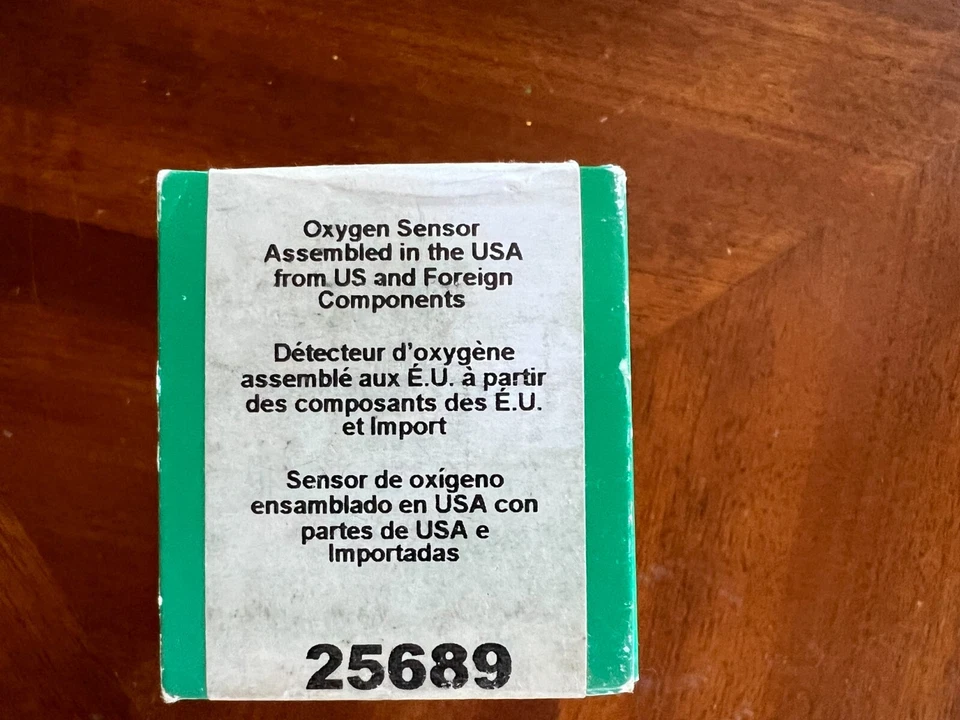 Oxygen Sensor
Assembled in the USA
from US and Foreign
Components
Détecteur d'oxygène
assemblé aux É.U. à partir
des composants des É.U.
et Import
Sensor de oxígeno
ensamblado en USA con
partes de USA e
Importadas
25689